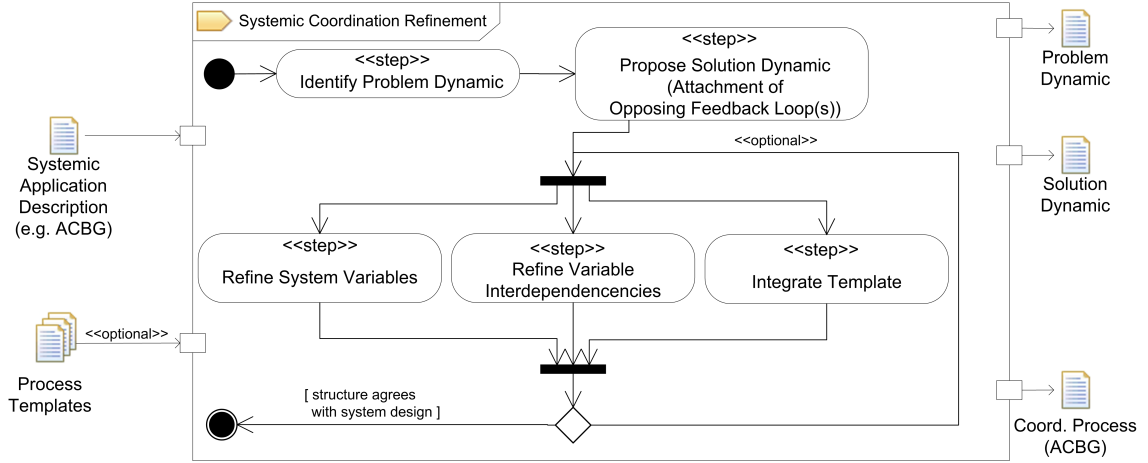 Systemic Coordination Refinement
<<step>>
Identify Problem Dynamic
<<step>>
Propose Solution Dynamic
(Attachment of
Opposing Feedback Loop(s))
Problem
Dynamic
<<optional>>
Systemic
Application
Description
(e.g. ACBG)
Solution
Dynamic
<<step>>
Refine System Variables
<<step>>
Refine Variable
Interdependencencies
<<step>>
Integrate Template
<<optional>>
Process
Templates
[ structure agrees
with system design ]
Coord. Process
(ACBG)